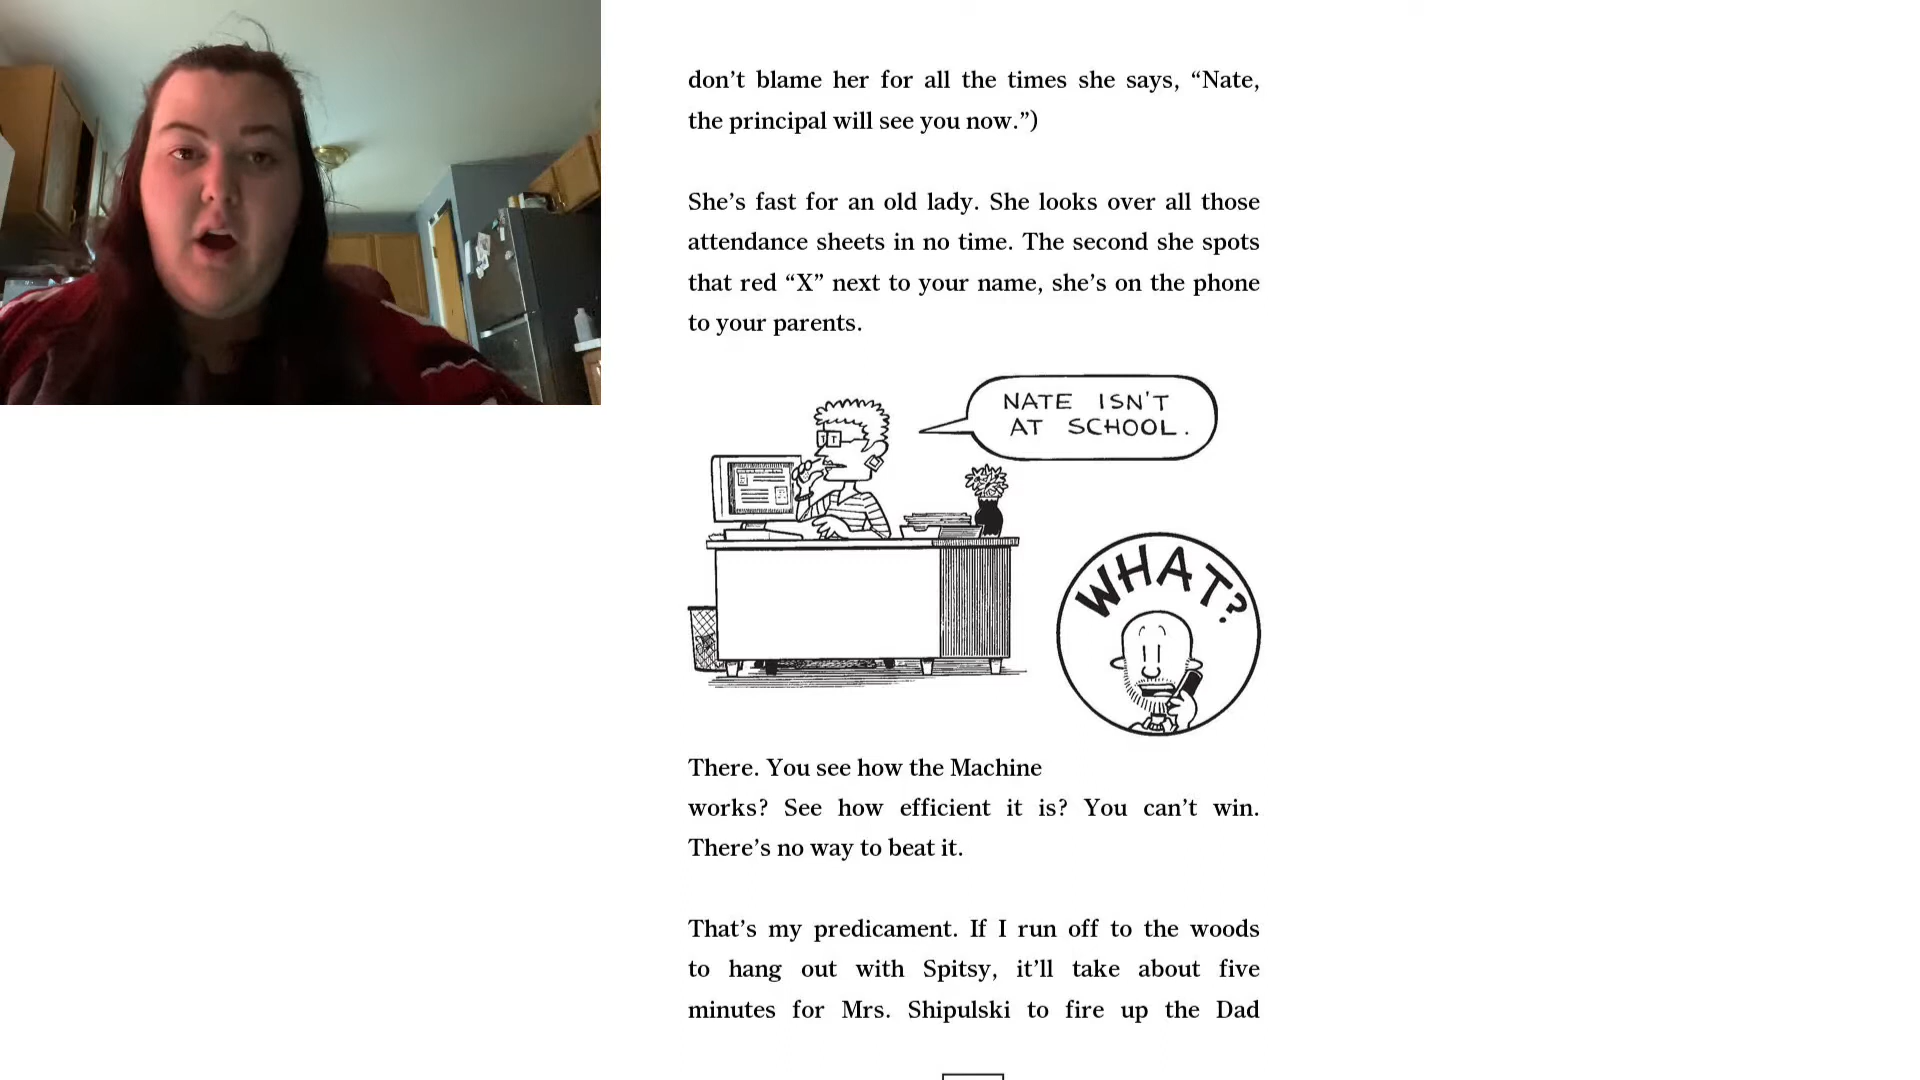 don’t blame her for all the times she says, “Nate,
the principal will see you now.”)
She’s fast for an old lady. She looks over all those
attendance sheets in no time. The second she spots
that red “X” next to your name, she’s on the phone
to your parents.
NATE ISN'T
AT SCHOOL.
WHAT?
There. You see how the Machine
works? See how efficient it is? You can’t win.
There’s no way to beat it.
That’s my predicament. If I run off to the woods
to hang out with Spitsy, it’ll take about five
minutes for Mrs. Shipulski to fire up the Dad